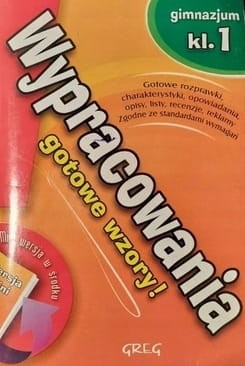 gimnazjum
kl. 1
Gotowe rozprawki,
charakterystyki, opowiadania,
opisy, listy, recenzje, reklamy
Zgodne ze standardami wymagań
Wypracowania
gotowe wzory!
wersja w środku
GREG